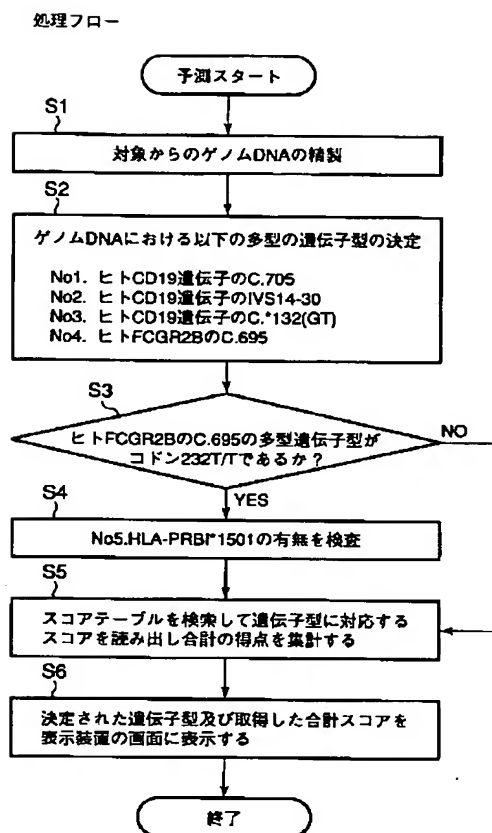 処理フロー
予測スタート
S1
対象からのゲノムDNAの精製
S2
ゲノムDNAにおける以下の多型の遺伝子型の決定
No1. ヒトCD19遺伝子のC.705
No2. ヒトCD19遺伝子のIVS14-30
No3. ヒトCD19遺伝子のC.*132(GT)
No4. ヒトFCGR2BのC.695
S3
ヒトFCGR2BのC.695の多型遺伝子型が
コドン232T/Tであるか?
NO
YES
S4
No5.HLA-PRBI*1501の有無を検査
S5
スコアテーブルを検索して遺伝子型に対応する
スコアを読み出し合計の得点を集計する
S6
決定された遺伝子型及び取得した合計スコアを
表示装置の画面に表示する
終了